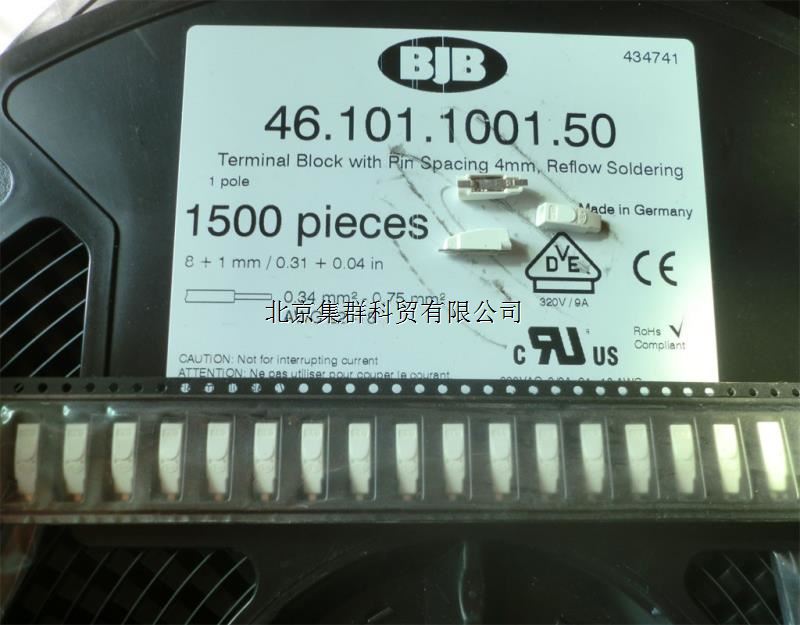 BJB
434741
46.101.1001.50
Terminal Block with Pin Spacing 4mm, Reflow Soldering
1 pole
1500 pieces
Made in Germany
8 + 1 mm / 0.31 + 0.04 in
DVE
CE
320V / 9A
0.34 mm², 0.75 mm²
北京集群科贸有限公司
C RU US
RoHs
Compliant
CAUTION: Not for interrupting current
ATTENTION: Ne pas utiliser pour couper le courant